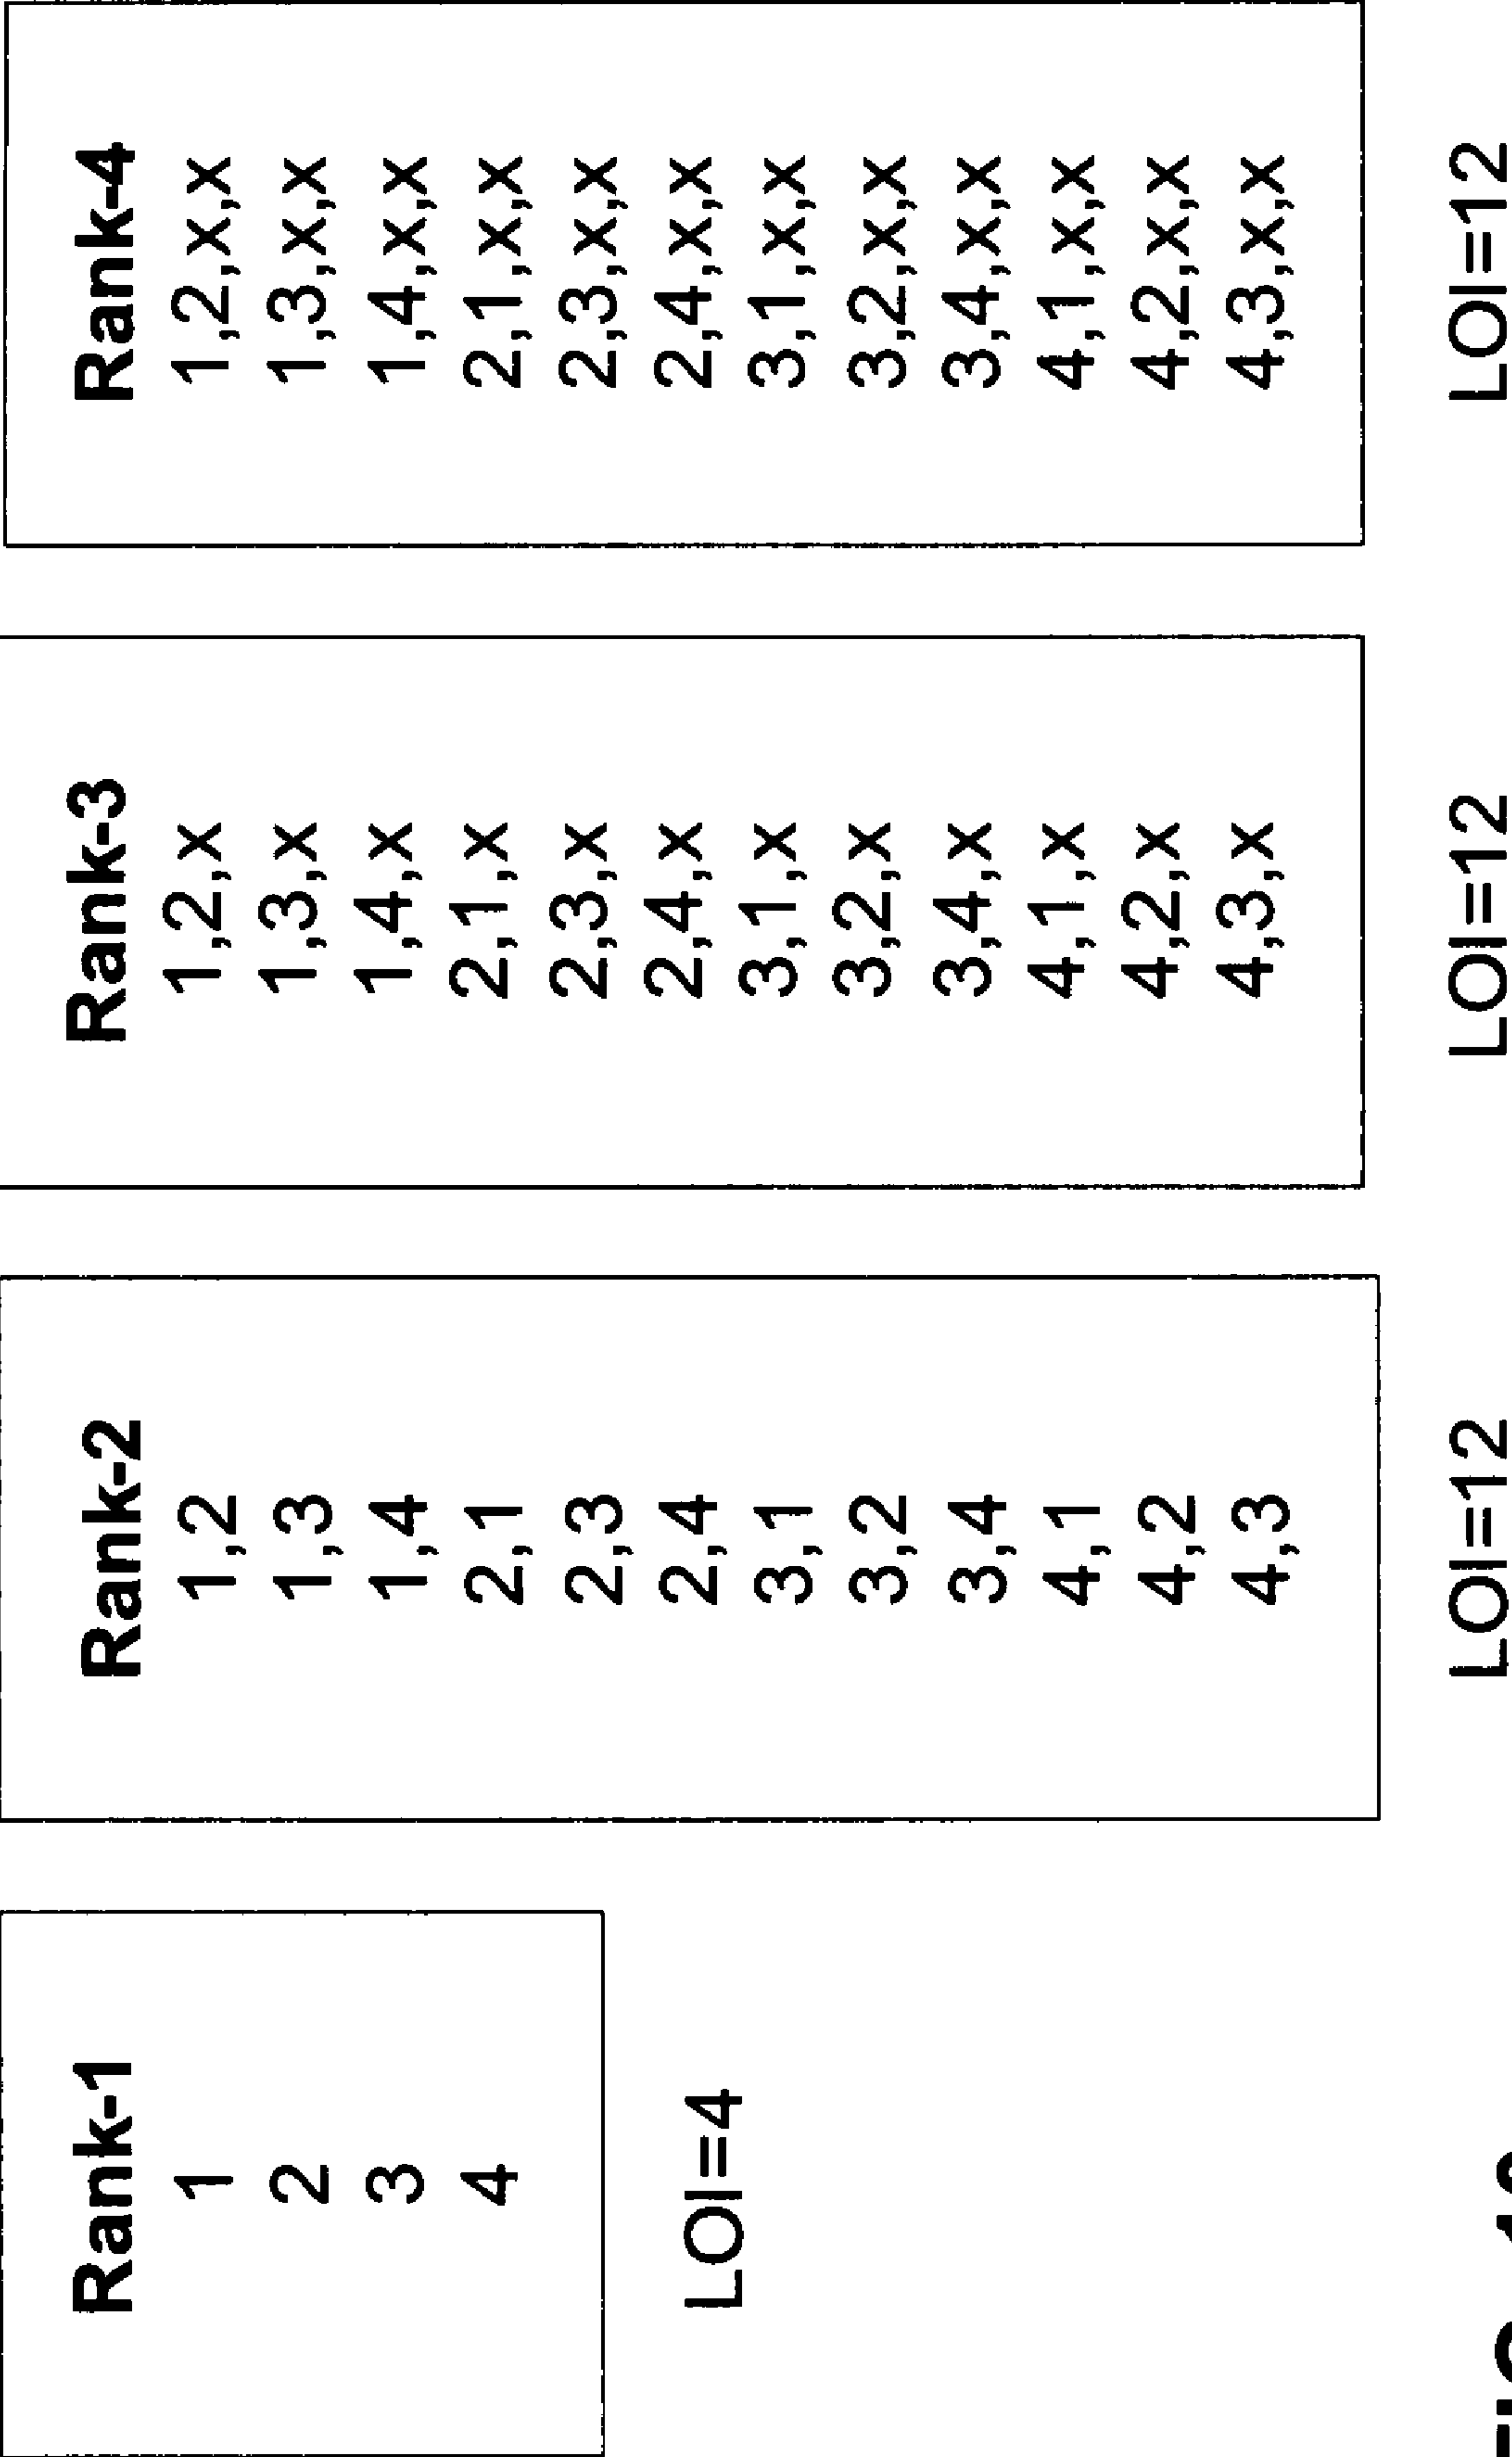 Rank-1
1
2
3
4
LOI=4
Rank-2
1,2
1,3
1,4
2,1
2,3
2,4
3,1
3,2
3,4
4,1
4,2
4,3
LOI=12
Rank-3
1,2,x
1,3,x
1,4,x
2,1,x
2,3,x
2,4,x
3,1,x
3,2,x
3,4,x
4,1,x
4,2,x
4,3,x
LOI=12
Rank-4
1,2,x,x
1,3,x,x
1,4,x,x
2,1,x,x
2,3,x,x
2,4,x,x
3,1,x,x
3,2,x,x
3,4,x,x
4,1,x,x
4,2,x,x
4,3,x,x
LOI=12